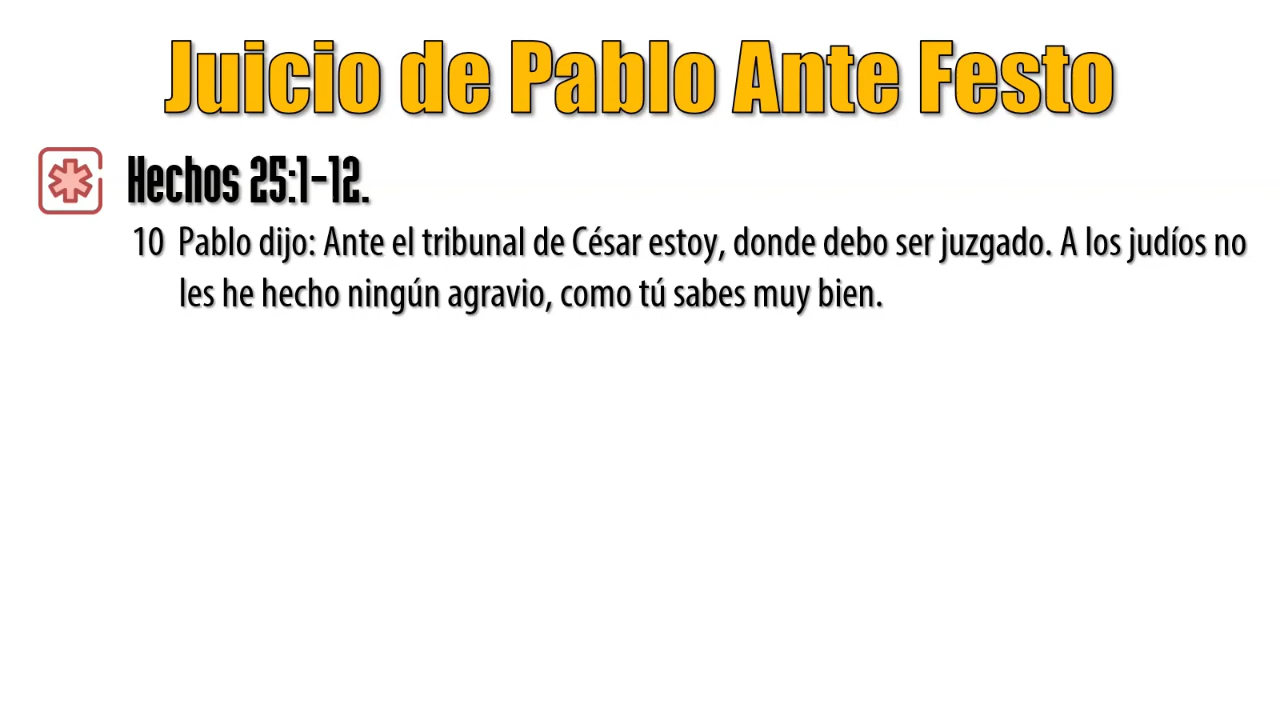 Juicio de Pablo Ante Festo
Hechos 25:1-12.
10 Pablo dijo: Ante el tribunal de César estoy, donde debo ser juzgado. A los judíos no
les he hecho ningún agravio, como tú sabes muy bien.